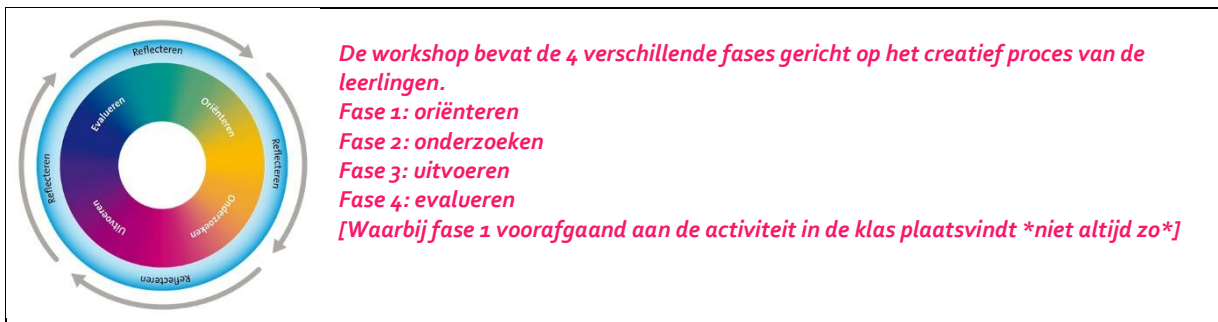 Reflecteren
Evalueren
Oriënteren
Reflecteren
Reflecteren
Uitvoeren
Onderzoeken
Reflecteren
De workshop bevat de 4 verschillende fases gericht op het creatief proces van de
leerlingen.
Fase 1: oriënteren
Fase 2: onderzoeken
Fase 3: uitvoeren
Fase 4: evalueren
[Waarbij fase 1 voorafgaand aan de activiteit in de klas plaatsvindt *niet altijd zo*]